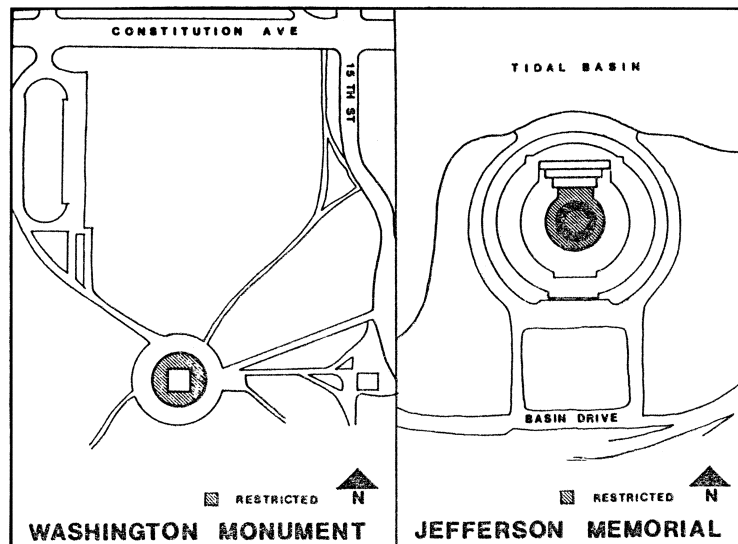 CONSTITUTION AVE
15 TH ST
RESTRICTED
N
WASHINGTON MONUMENT
TIDAL BASIN
BASIN DRIVE
RESTRICTED
N
JEFFERSON MEMORIAL